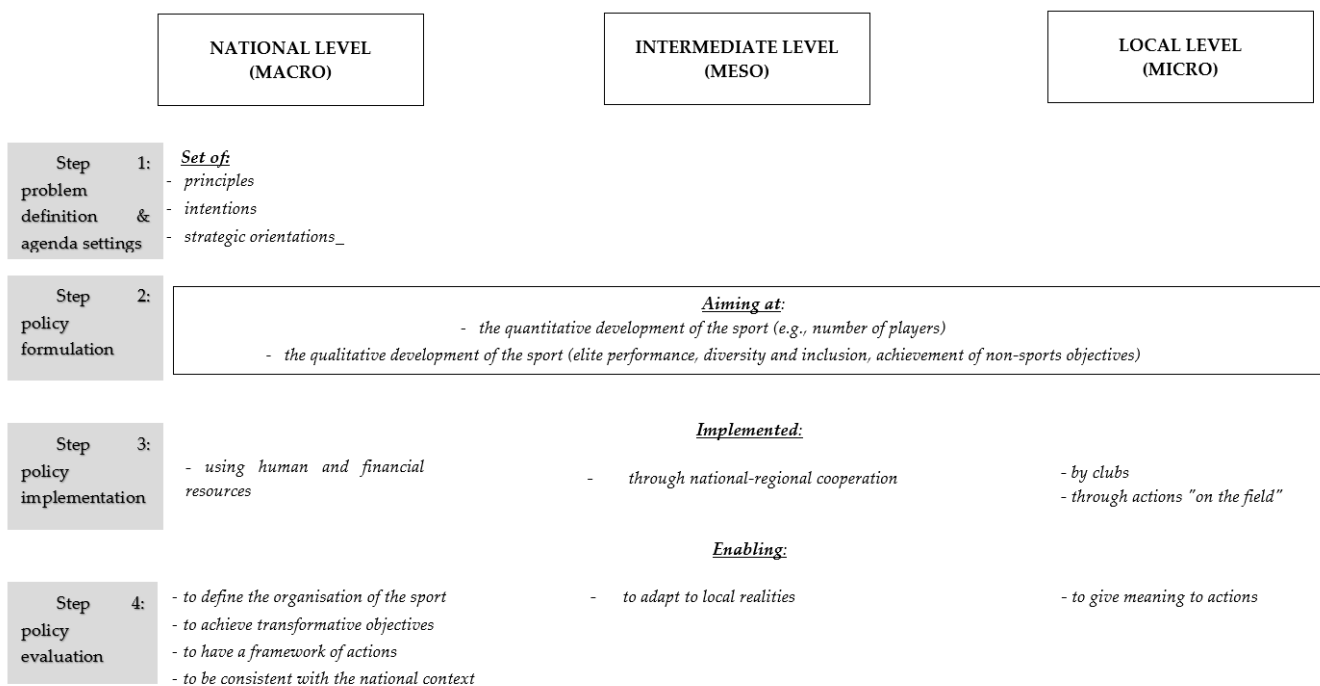 NATIONAL LEVEL
(MACRO)
INTERMEDIATE LEVEL
(MESO)
LOCAL LEVEL
(MICRO)
Step 1:
problem
definition &
agenda settings
Set of:
- principles
- intentions
- strategic orientations_
Step 2:
policy
formulation
Aiming at:
- the quantitative development of the sport (e.g., number of players)
- the qualitative development of the sport (elite performance, diversity and inclusion, achievement of non-sports objectives)
Step 3:
policy
implementation
Implemented:
- using human and financial
resources
- through national-regional cooperation
- by clubs
- through actions "on the field"
Enabling:
Step 4:
policy
evaluation
- to define the organisation of the sport
- to achieve transformative objectives
- to have a framework of actions
- to be consistent with the national context
- to adapt to local realities
- to give meaning to actions